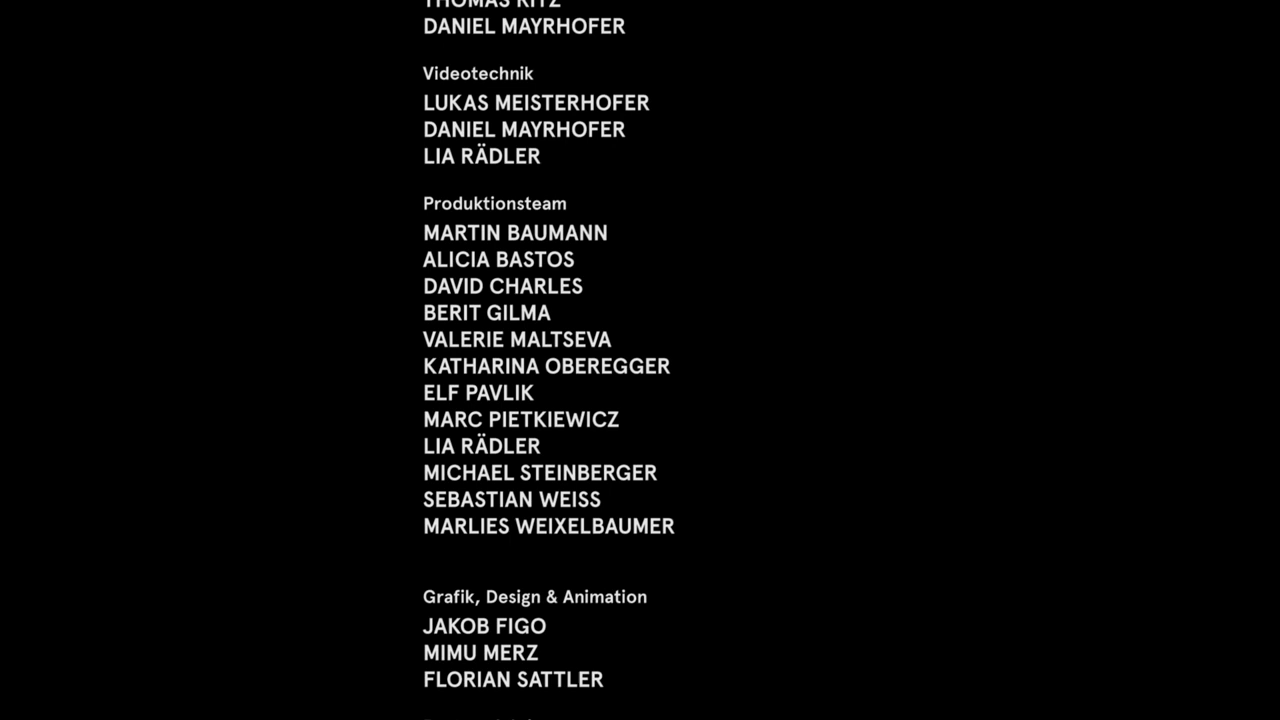 THOMAS RITZ
DANIEL MAYRHOFER
Videotechnik
LUKAS MEISTERHOFER
DANIEL MAYRHOFER
LIA RÄDLER
Produktionsteam
MARTIN BAUMANN
ALICIA BASTOS
DAVID CHARLES
BERIT GILMA
VALERIE MALTSEVA
KATHARINA OBEREGGER
ELF PAVLIK
MARC PIETKIEWICZ
LIA RÄDLER
MICHAEL STEINBERGER
SEBASTIAN WEISS
MARLIES WEIXELBAUMER
Grafik, Design & Animation
JAKOB FIGO
MIMU MERZ
FLORIAN SATTLER